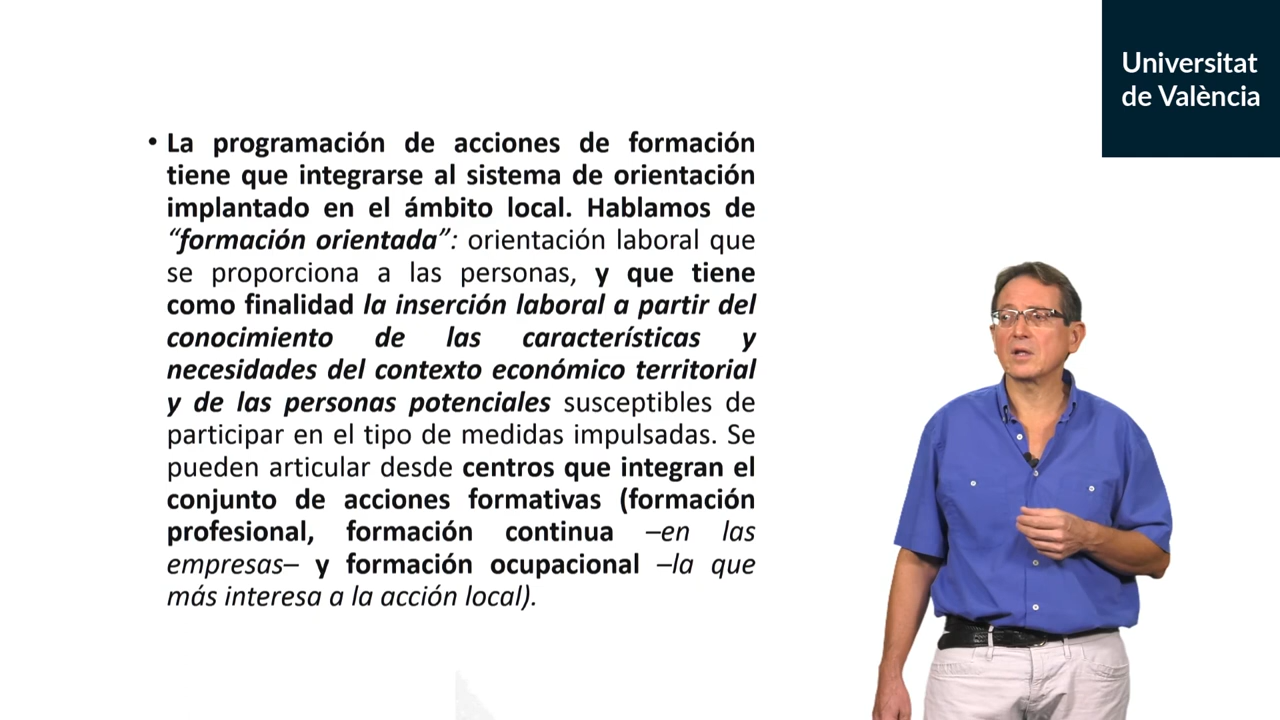 Universitat
de València
• La programación de acciones de formación
tiene que integrarse al sistema de orientación
implantado en el ámbito local. Hablamos de
“formación orientada”: orientación laboral que
se proporciona a las personas, y que tiene
como finalidad la inserción laboral a partir del
conocimiento de las características y
necesidades del contexto económico territorial
y de las personas potenciales susceptibles de
participar en el tipo de medidas impulsadas. Se
pueden articular desde centros que integran el
conjunto de acciones formativas (formación
profesional, formación continua –en las
empresas– y formación ocupacional –la que
más interesa a la acción local).